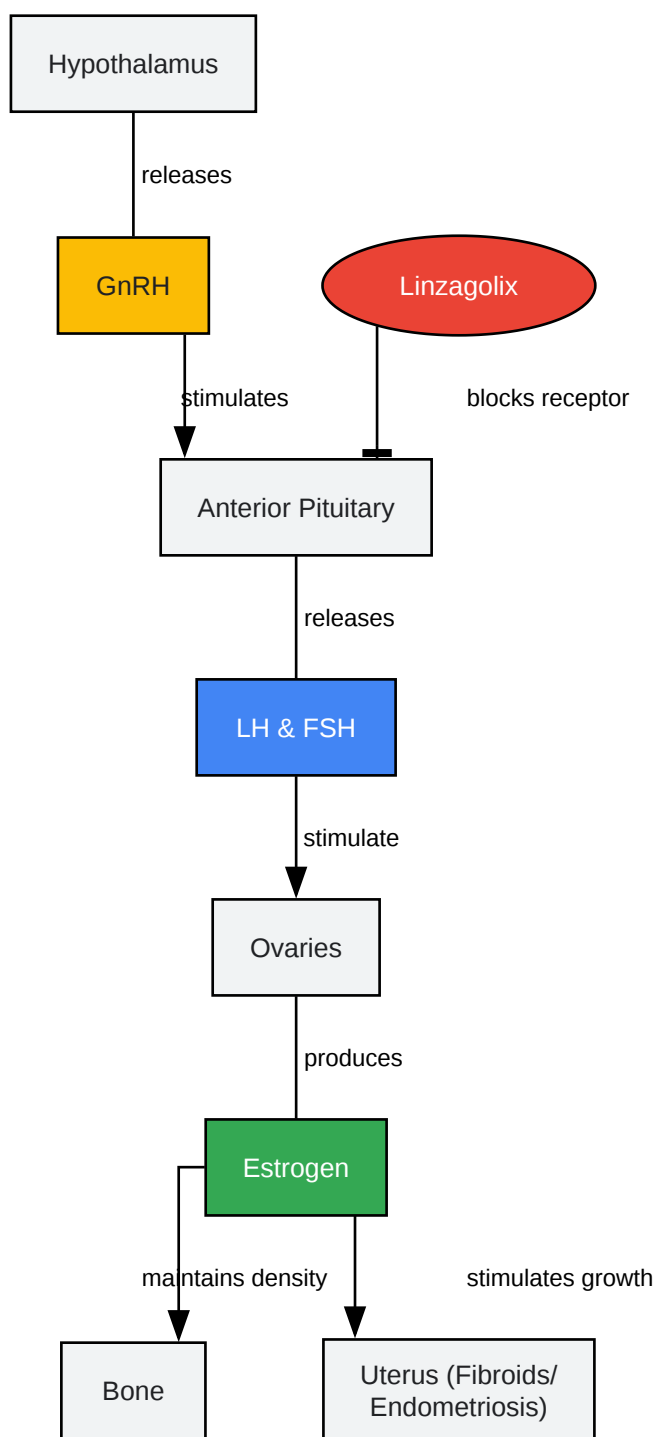 Hypothalamus
releases
GnRH
Linzagolix
stimulates
blocks receptor
Anterior Pituitary
releases
LH & FSH
stimulate
Ovaries
produces
Estrogen
maintains density
stimulates growth
Bone
Uterus (Fibroids/
Endometriosis)